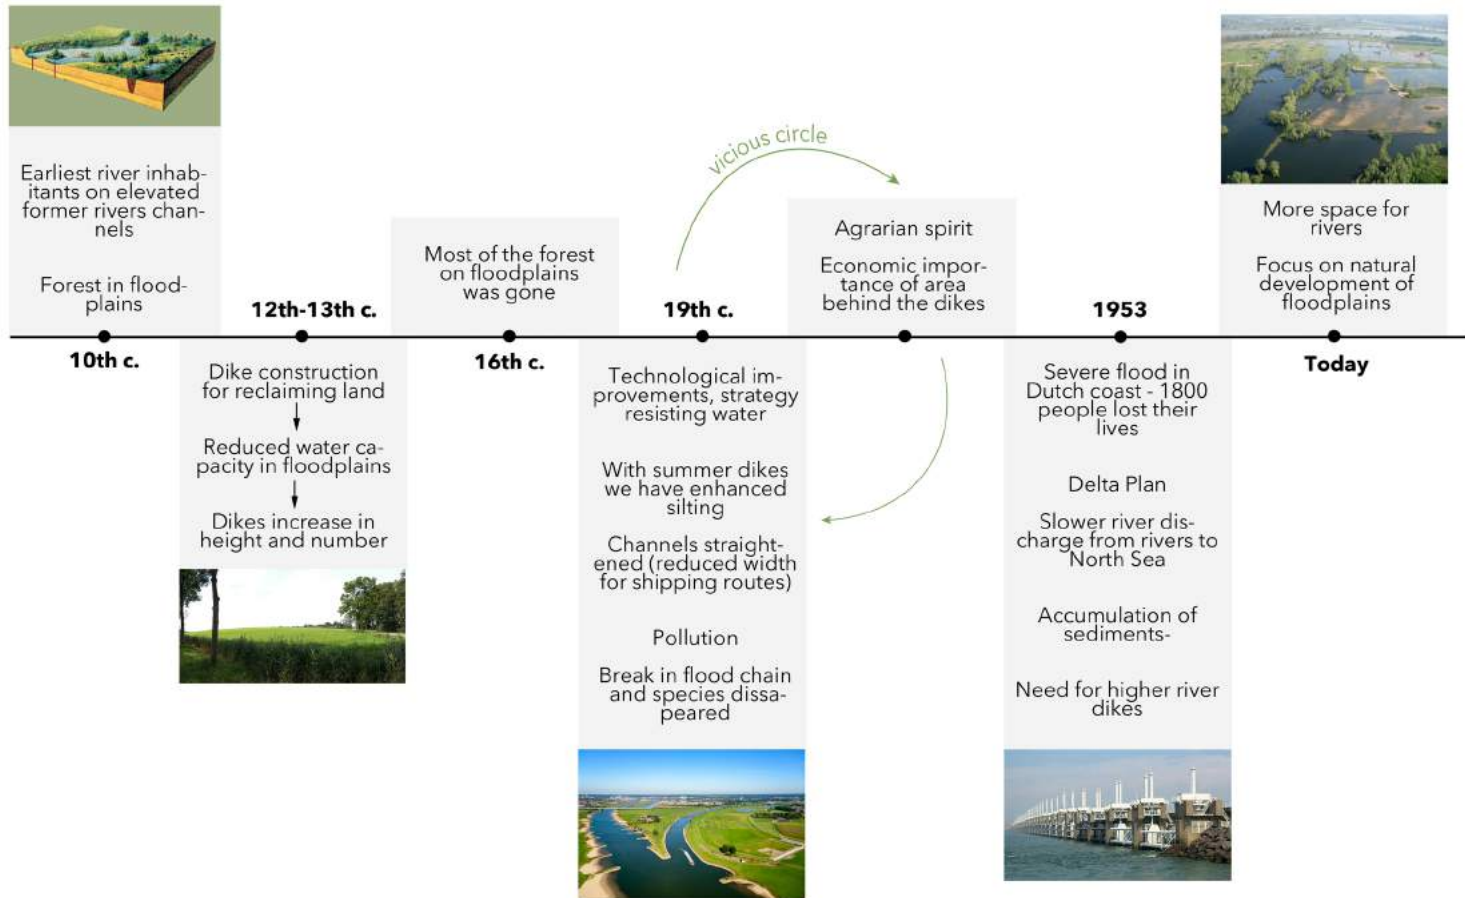 Earliest river inhab-
itants on elevated
former rivers chan-
nels
Forest in flood-
plains
10th c.
12th-13th c.
Dike construction
for reclaiming land
Reduced water ca-
pacity in floodplains
Dikes increase in
height and number
Most of the forest
on floodplains
was gone
16th c.
vicious circle
19th c.
Technological im-
provements, strategy
resisting water
With summer dikes
we have enhanced
silting
Channels straight-
ened (reduced width
for shipping routes)
Pollution
Break in flood chain
and species dissa-
peared
Agrarian spirit
Economic impor-
tance of area
behind the dikes
1953
Severe flood in
Dutch coast - 1800
people lost their
lives
Delta Plan
Slower river dis-
charge from rivers to
North Sea
Accumulation of
sediments-
Need for higher river
dikes
More space for
rivers
Focus on natural
development of
floodplains
Today